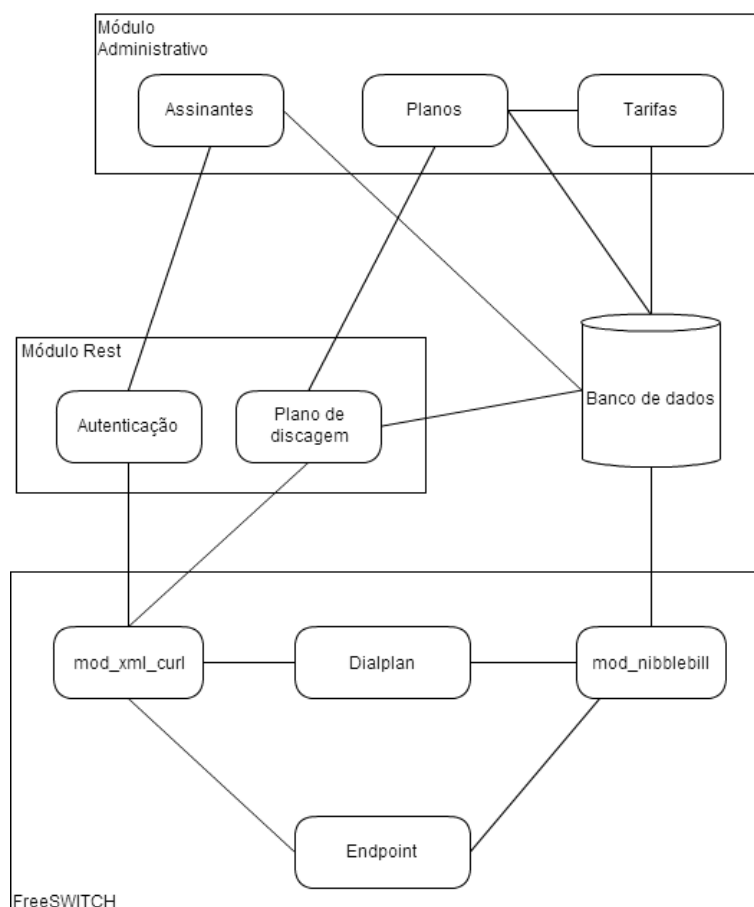 Módulo
Administrativo
Assinantes
Planos
Tarifas
Módulo Rest
Autenticação
Plano de
discagem
Banco de dados
mod_xml_curl
Dialplan
mod_nibblebill
Endpoint
FreeSWITCH